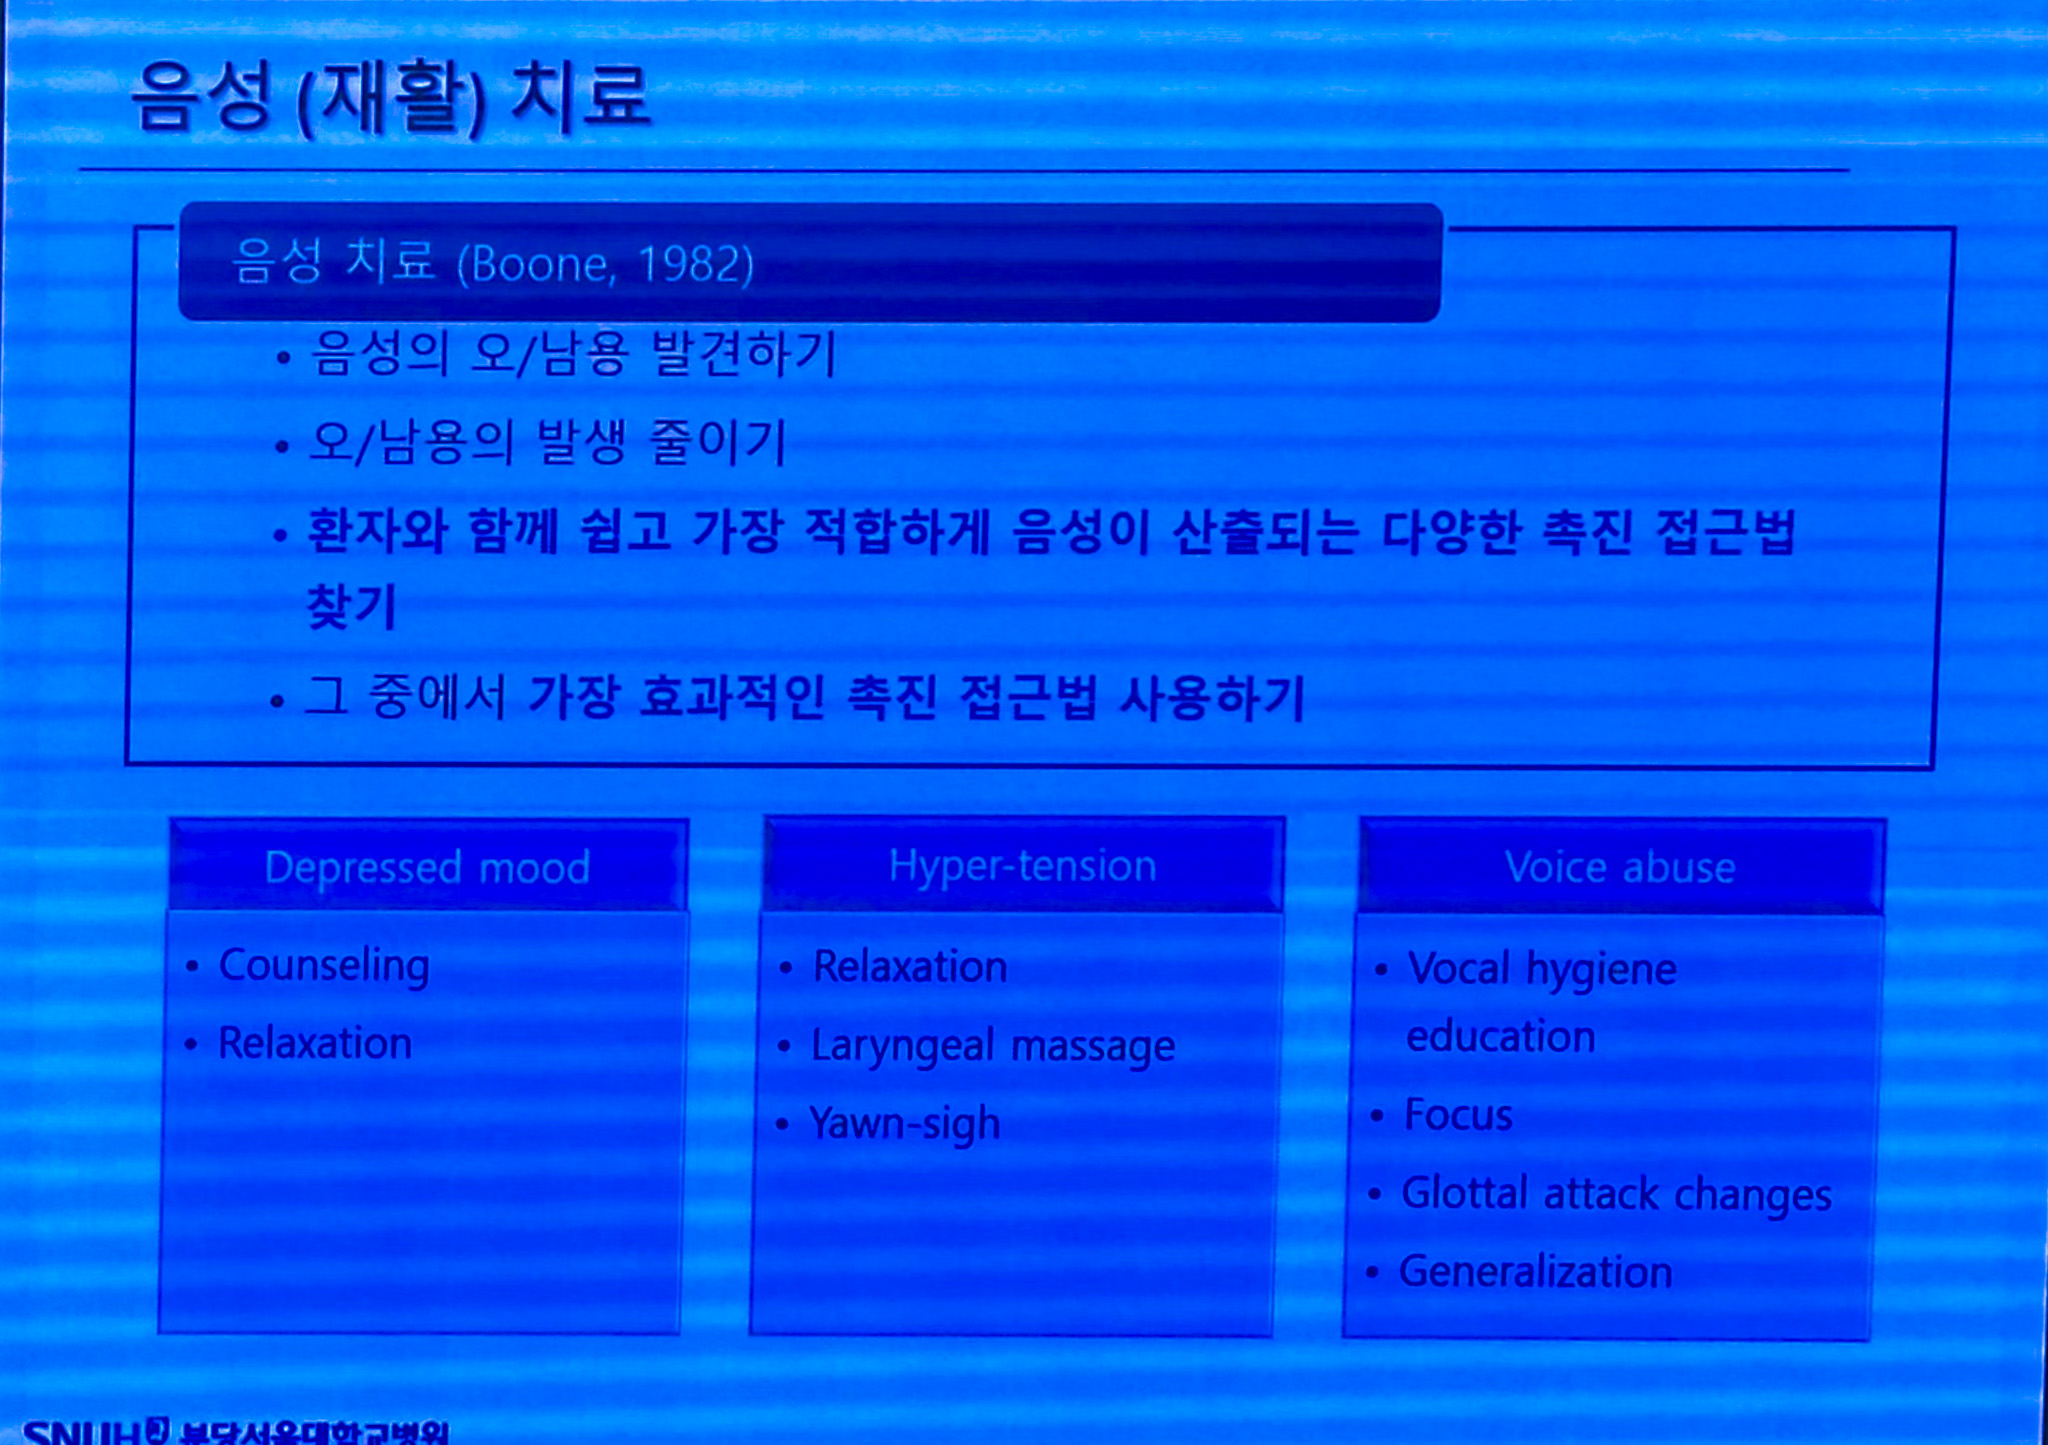 음성 (재활) 치료
음성 치료 (Boone, 1982)
• 음성의 오/남용 발견하기
• 오/남용의 발생 줄이기
• 환자와 함께 쉽고 가장 적합하게 음성이 산출되는 다양한 촉진 접근법
찾기
• 그 중에서 가장 효과적인 촉진 접근법 사용하기
Depressed mood
• Counseling
• Relaxation
Hyper-tension
• Relaxation
• Laryngeal massage
• Yawn-sigh
Voice abuse
• Vocal hygiene
education
• Focus
• Glottal attack changes
• Generalization
SNUH 분당서울대학교병원